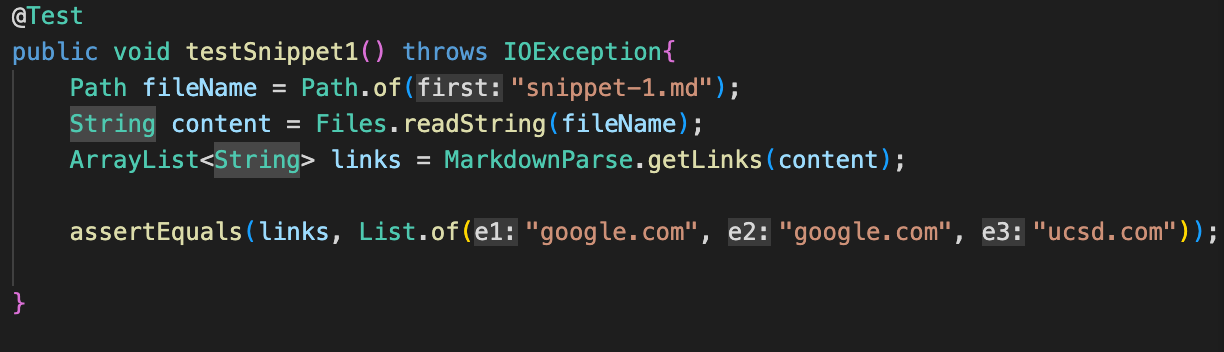 @Test
public void testSnippet1() throws IOException{
Path fileName = Path.of(first: "snippet-1.md");
String content = Files.readString(fileName);
ArrayList<String> links = MarkdownParse.getLinks(content);
assertEquals(links, List.of(e1: "google.com", e2: "google.com", e3: "ucsd.com"));
}